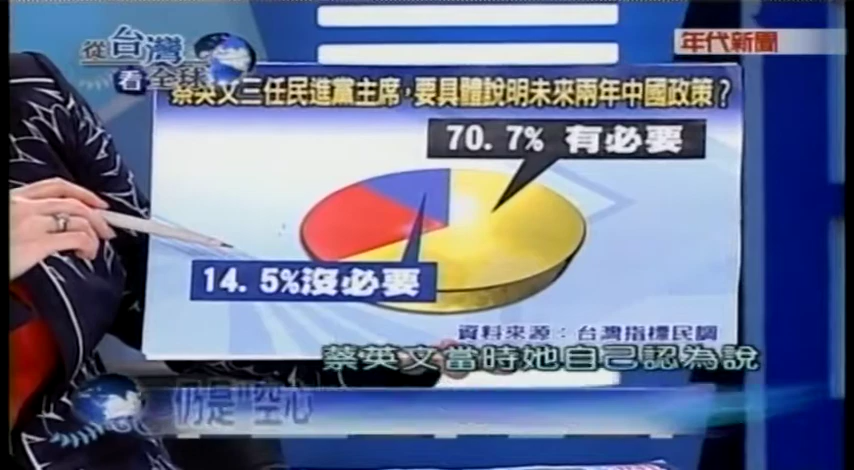 從台灣
看全球
年代新聞
蔡英文三任民進黨主席，要具體說明未來兩年中國政策？
70.7% 有必要
14.5%沒必要
資料來源：台灣指標民調
蔡英文當時她自己認為說
仍是"空心